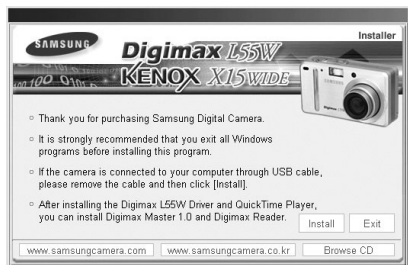 Installer
SAMSUNG
Digimax L55W
KENOX X15 WIDE
Thank you for purchasing Samsung Digital Camera.
It is strongly recommended that you exit all Windows
programs before installing this program.
If the camera is connected to your computer through USB cable,
please remove the cable and then click [Install].
After installing the Digimax L55W Driver and QuickTime Player,
you can install Digimax Master 1.0 and Digimax Reader.
Install Exit
www.samsungcamera.com www.samsungcamera.co.kr Browse CD